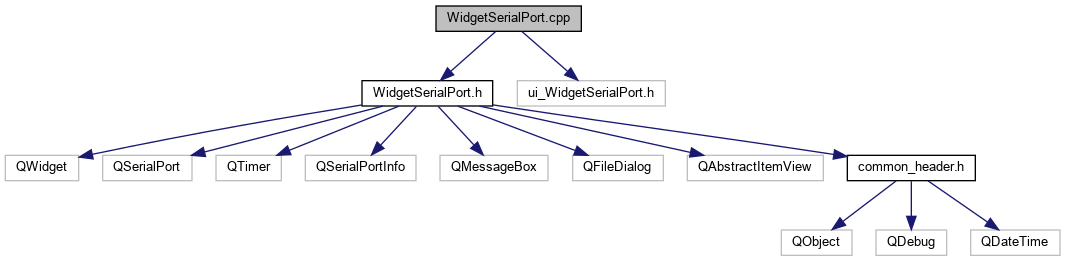 WidgetSerialPort.cpp
WidgetSerialPort.h
ui_WidgetSerialPort.h
QWidget
QSerialPort
QTimer
QSerialPortInfo
QMessageBox
QFileDialog
QAbstractItemView
common_header.h
QObject
QDebug
QDateTime